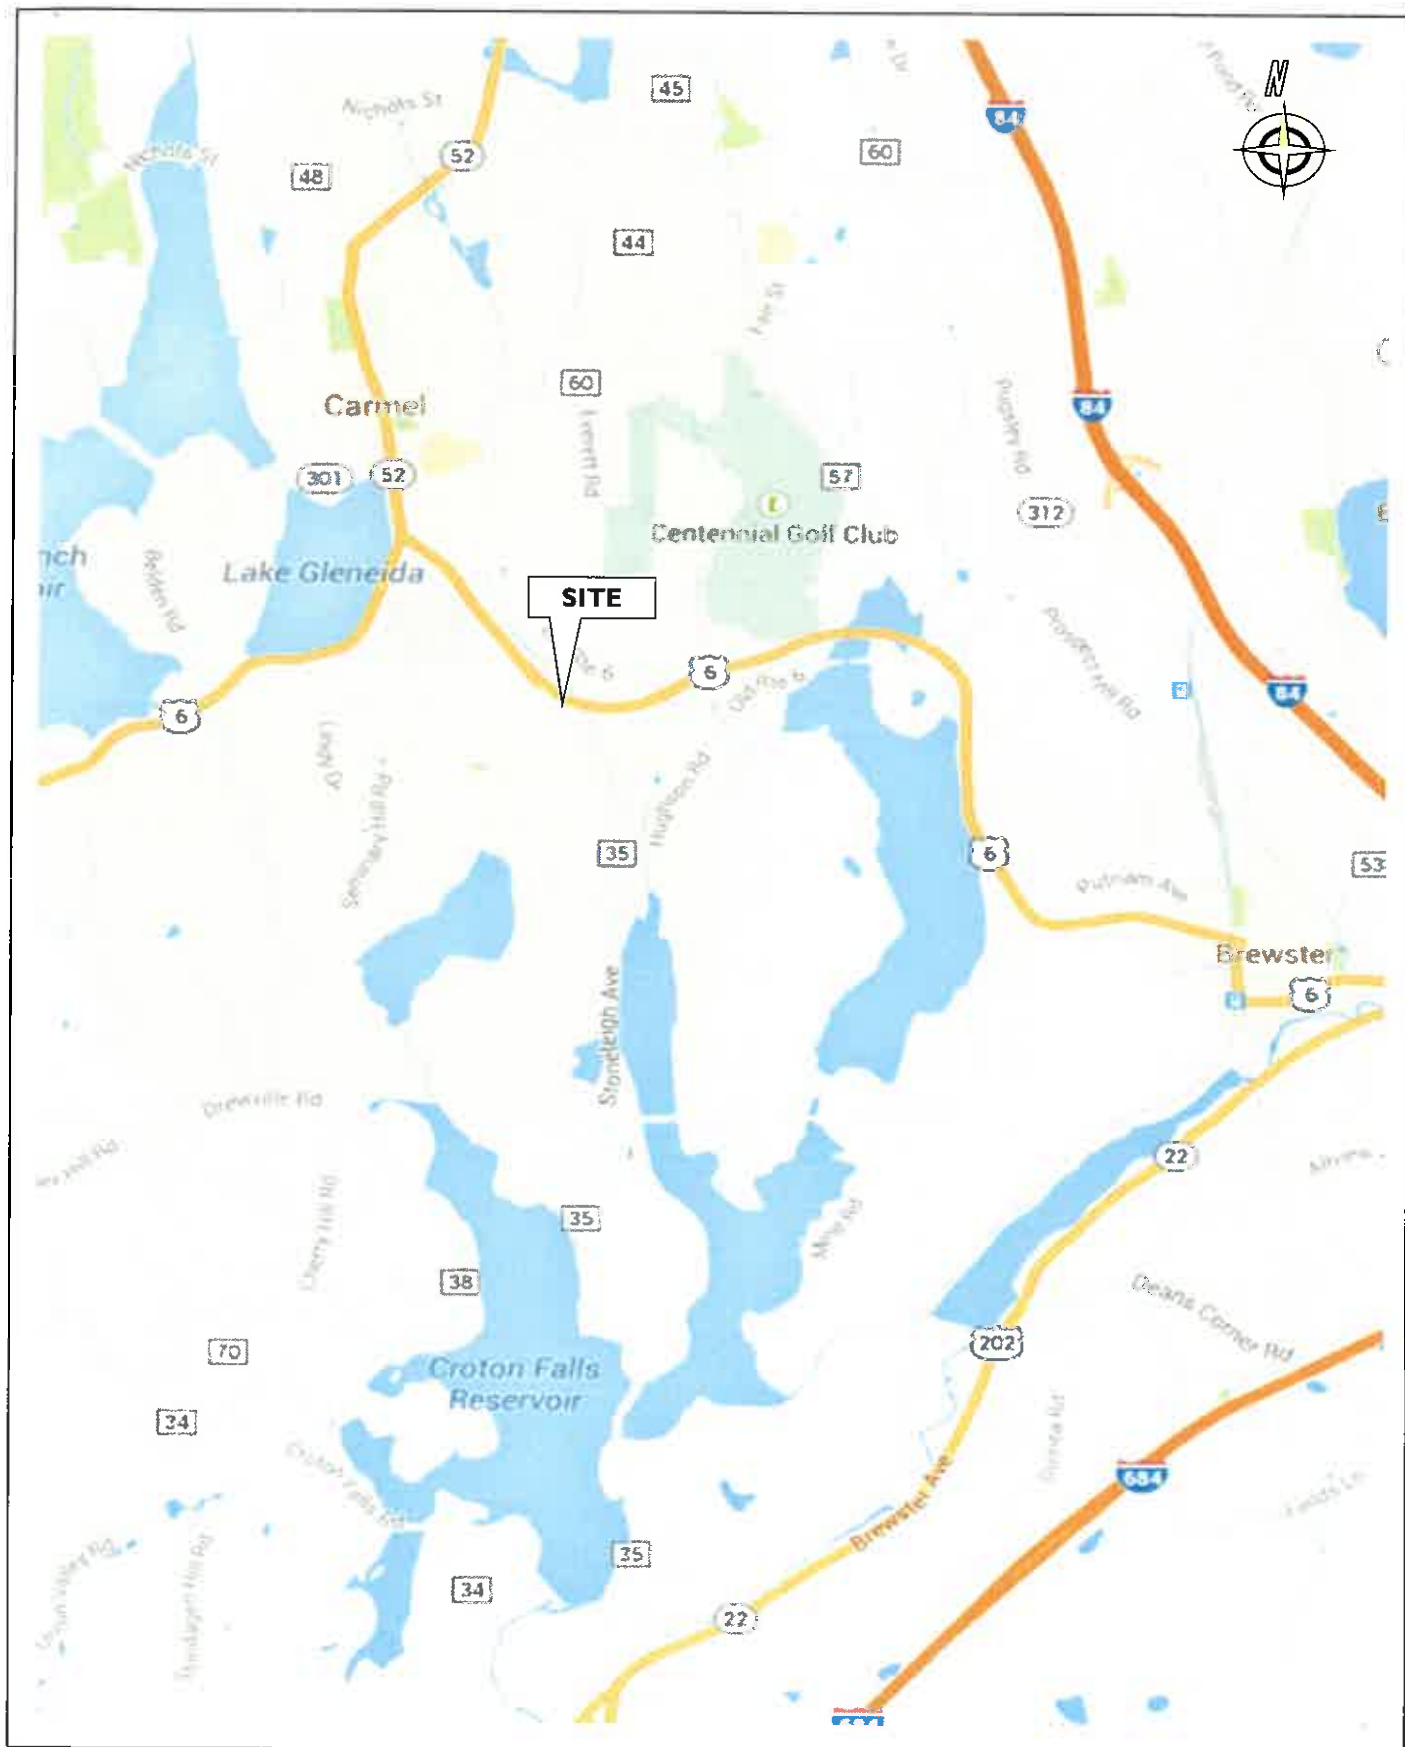 N
45
Nichols St
84
52
60
Nichols St
48
44
Fair St
60
Carmel
84
301
52
57
312
Centennial Golf Club
Belden Rd
Lake Gleneida
SITE
Prospect Hill Rd
6
Old Rte 6
84
6
Seminary Hill Rd
Hughson Rd
35
6
53
Putnam Ave
Brewster
6
Stoneleigh Ave
Drewville Rd
22
Cherry Hill Rd
35
38
Deans Corner Rd
202
70
Croton Falls
Reservoir
34
Croton Falls Rd
684
Brewster Ave
35
34
22